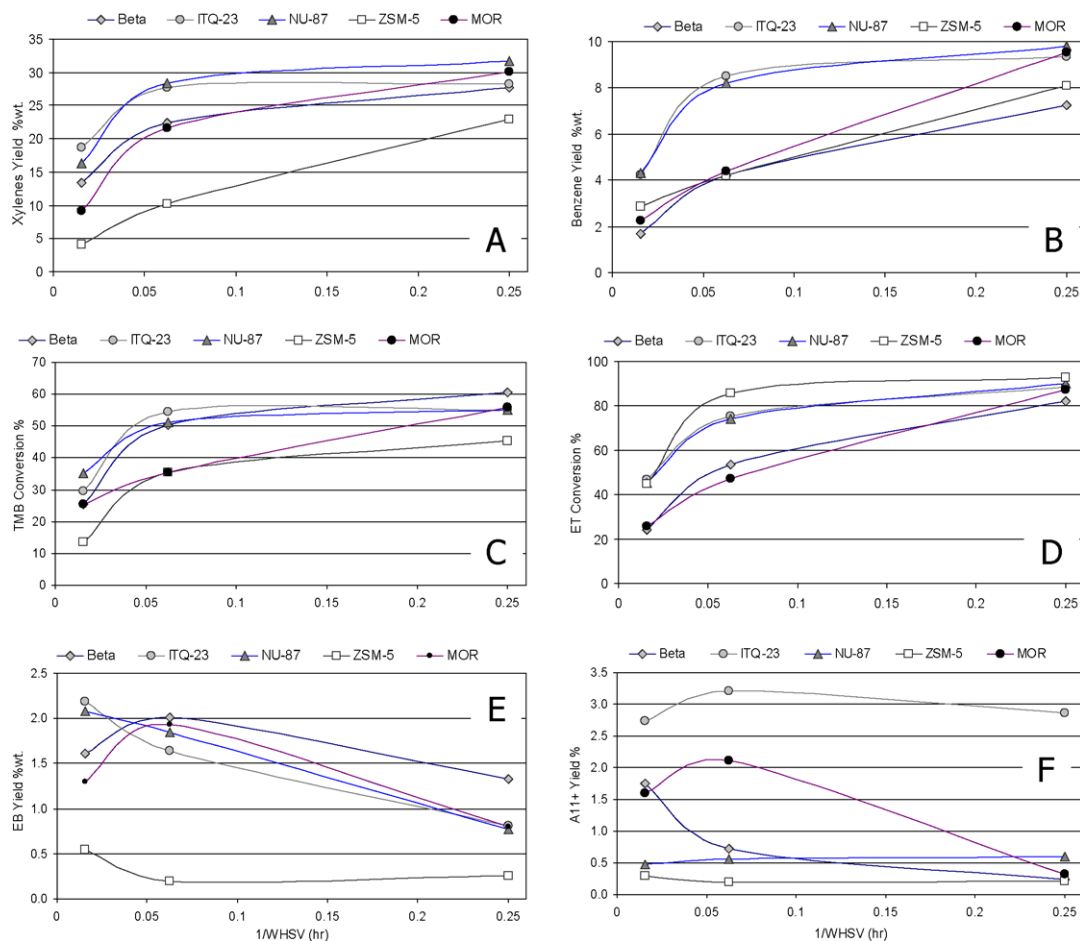 Beta ITQ-23 NU-87 ZSM-5 MOR
Xylenes Yield %wt.
35
30
25
20
15
10
5
0
0 0.05 0.1 0.15 0.2 0.25
A
Beta ITQ-23 NU-87 ZSM-5 MOR
Benzene Yield %wt.
10
8
6
4
2
0
0 0.05 0.1 0.15 0.2 0.25
B
Beta ITQ-23 NU-87 ZSM-5 MOR
TMB Conversion %
70
60
50
40
30
20
10
0
0 0.05 0.1 0.15 0.2 0.25
C
Beta ITQ-23 NU-87 ZSM-5 MOR
ET Conversion %
100
80
60
40
20
0
0 0.05 0.1 0.15 0.2 0.25
D
Beta ITQ-23 NU-87 ZSM-5 MOR
EB Yield %wt.
2.5
2.0
1.5
1.0
0.5
0.0
0 0.05 0.1 0.15 0.2 0.25
1/WHSV (hr)
E
Beta ITQ-23 NU-87 ZSM-5 MOR
A11+ Yield %
3.5
3.0
2.5
2.0
1.5
1.0
0.5
0.0
0 0.05 0.1 0.15 0.2 0.25
1/WHSV (hr)
F